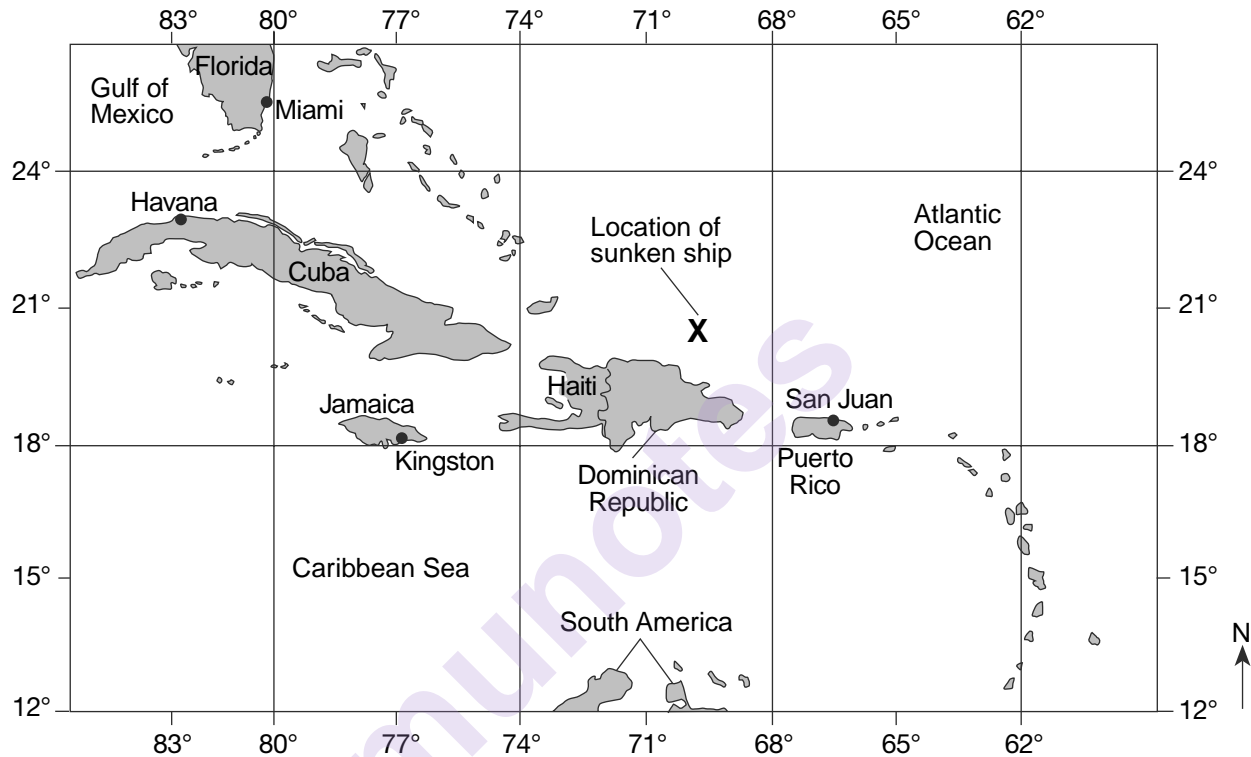 83° 80° 77° 74° 71° 68° 65° 62°
Florida
Gulf of
Mexico
Miami
24° 24°
Havana
Location of
sunken ship
Atlantic
Ocean
Cuba
21° 21°
X
Haiti
Jamaica
San Juan
18° 18°
Kingston
Dominican
Republic
Puerto
Rico
Caribbean Sea
15° 15°
South America
N
12° 12°
83° 80° 77° 74° 71° 68° 65° 62°
munotes